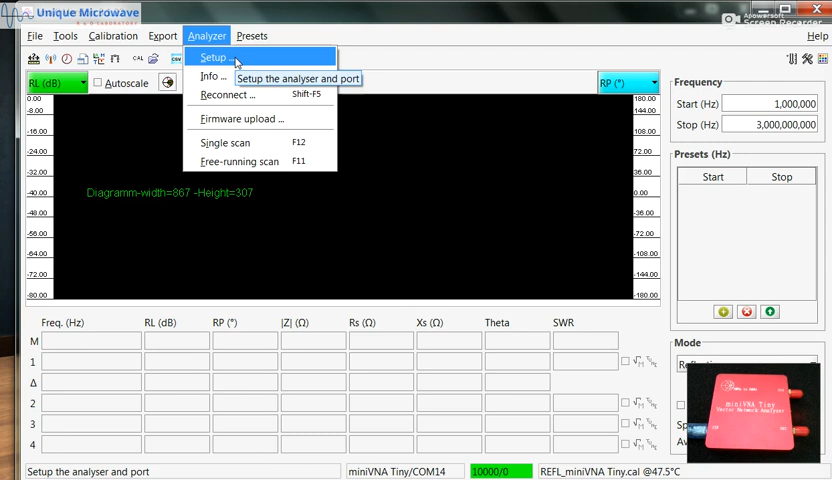 Unique Microwave
R & D LABORATORY
Apowersoft
File Tools Calibration Export Analyzer Presets Help
Setup ...
Setup the analyser and port
Info ...
Reconnect ... Shift-F5
Firmware upload ...
Single scan F12
Free-running scan F11
CAL CSV
RL (dB) Autoscale RP (°)
0.00
-8.00
-16.00
-24.00
-32.00
-40.00
-48.00
-56.00
-64.00
-72.00
-80.00
180.00
144.00
108.00
72.00
36.00
0.00
-36.00
-72.00
-108.00
-144.00
-180.00
Diagramm-width=867 -Height=307
Frequency
Start (Hz) 1,000,000
Stop (Hz) 3,000,000,000
Presets (Hz)
Start Stop
Freq. (Hz) RL (dB) RP (°) |Z| (Ω) Rs (Ω) Xs (Ω) Theta SWR
M
1
Δ
2
3
4
Mode
miniVNA Tiny
Vector Network Analyzer
Setup the analyser and port miniVNA Tiny/COM14 10000/0 REFL_miniVNA Tiny.cal @47.5°C